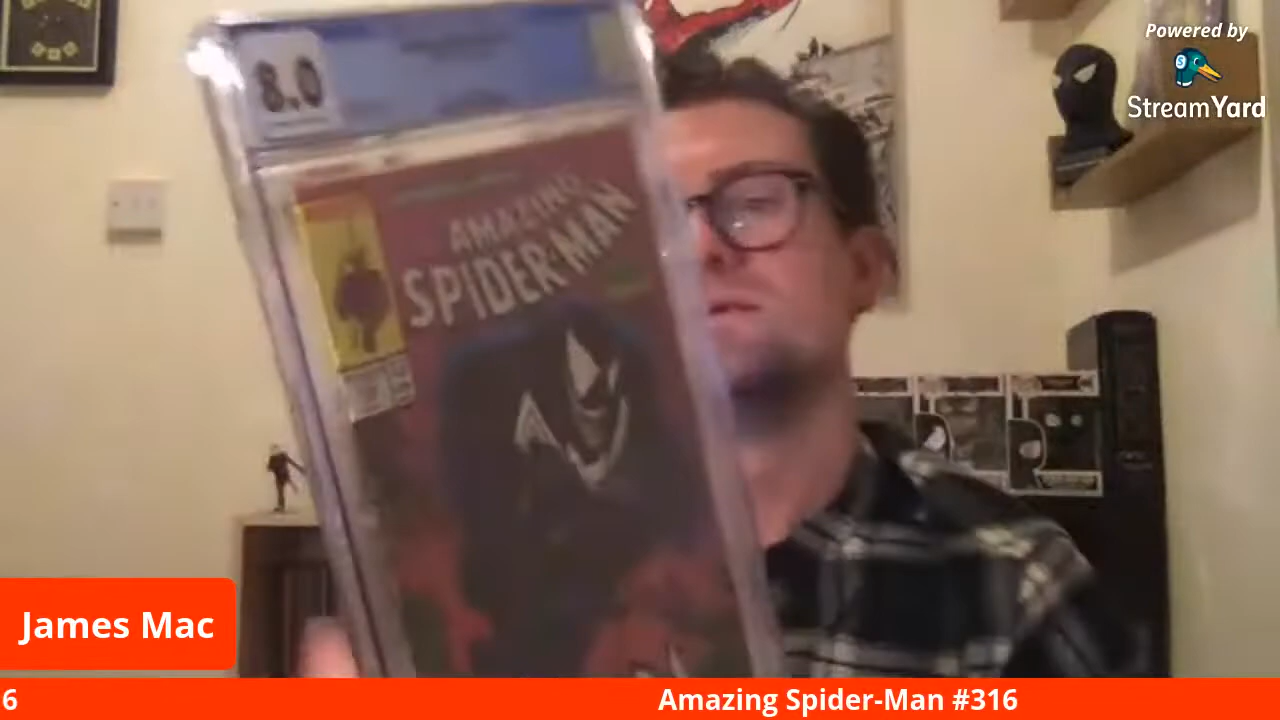 Powered by
StreamYard
8.0
AMAZING
SPIDER-MAN
James Mac
6
Amazing Spider-Man #316